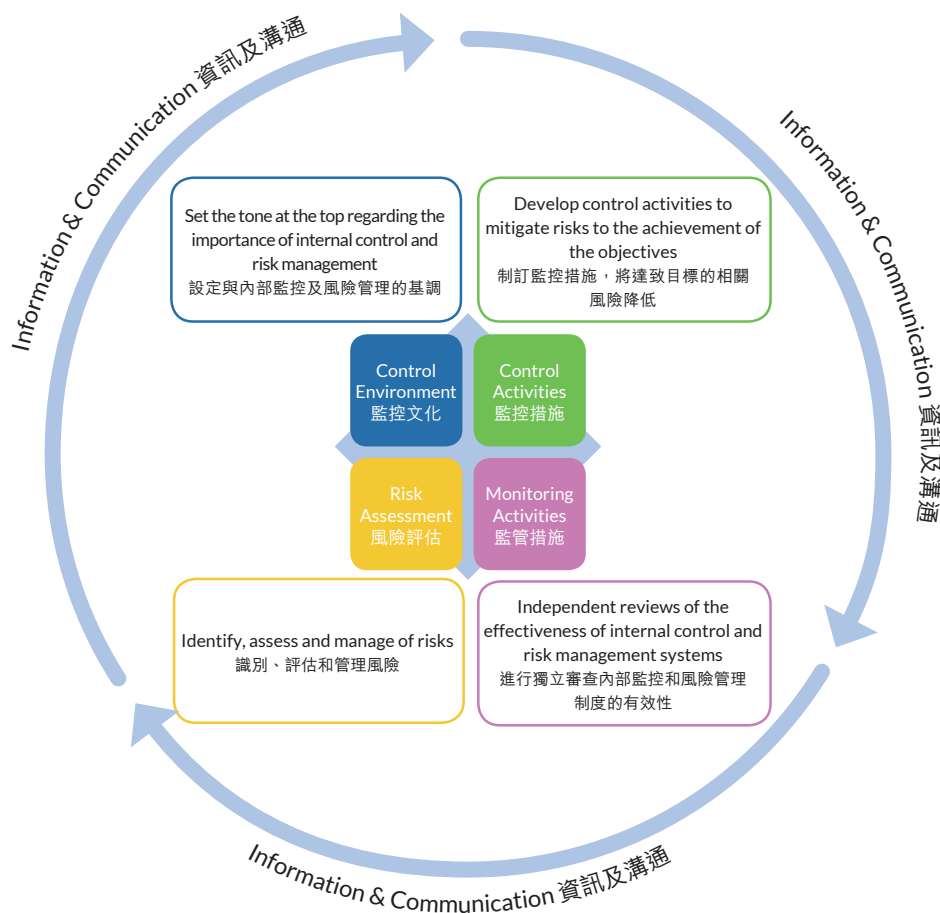 Information & Communication 資訊及溝通
Information & Communication 資訊及溝通
Set the tone at the top regarding the
importance of internal control and
risk management
設定與內部監控及風險管理的基調
Develop control activities to
mitigate risks to the achievement of
the objectives
制訂監控措施，將達致目標的相關
風險降低
Control
Environment
監控文化
Control
Activities
監控措施
Risk
Assessment
風險評估
Monitoring
Activities
監管措施
Identify, assess and manage of risks
識別、評估和管理風險
Independent reviews of the
effectiveness of internal control and
risk management systems
進行獨立審查內部監控和風險管理
制度的有效性
Information & Communication 資訊及溝通